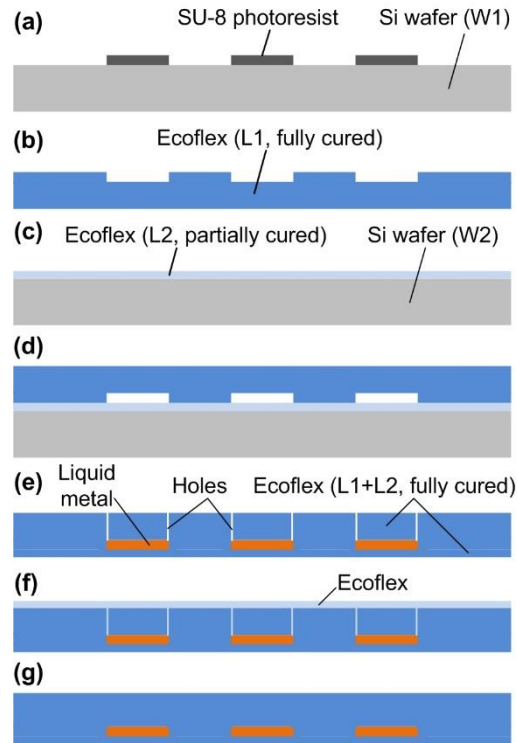 (a)
SU-8 photoresist
Si wafer (W1)
(b)
Ecoflex (L1, fully cured)
(c)
Ecoflex (L2, partially cured)
Si wafer (W2)
(d)
(e)
Liquid
metal
Holes
Ecoflex (L1+L2, fully cured)
(f)
Ecoflex
(g)